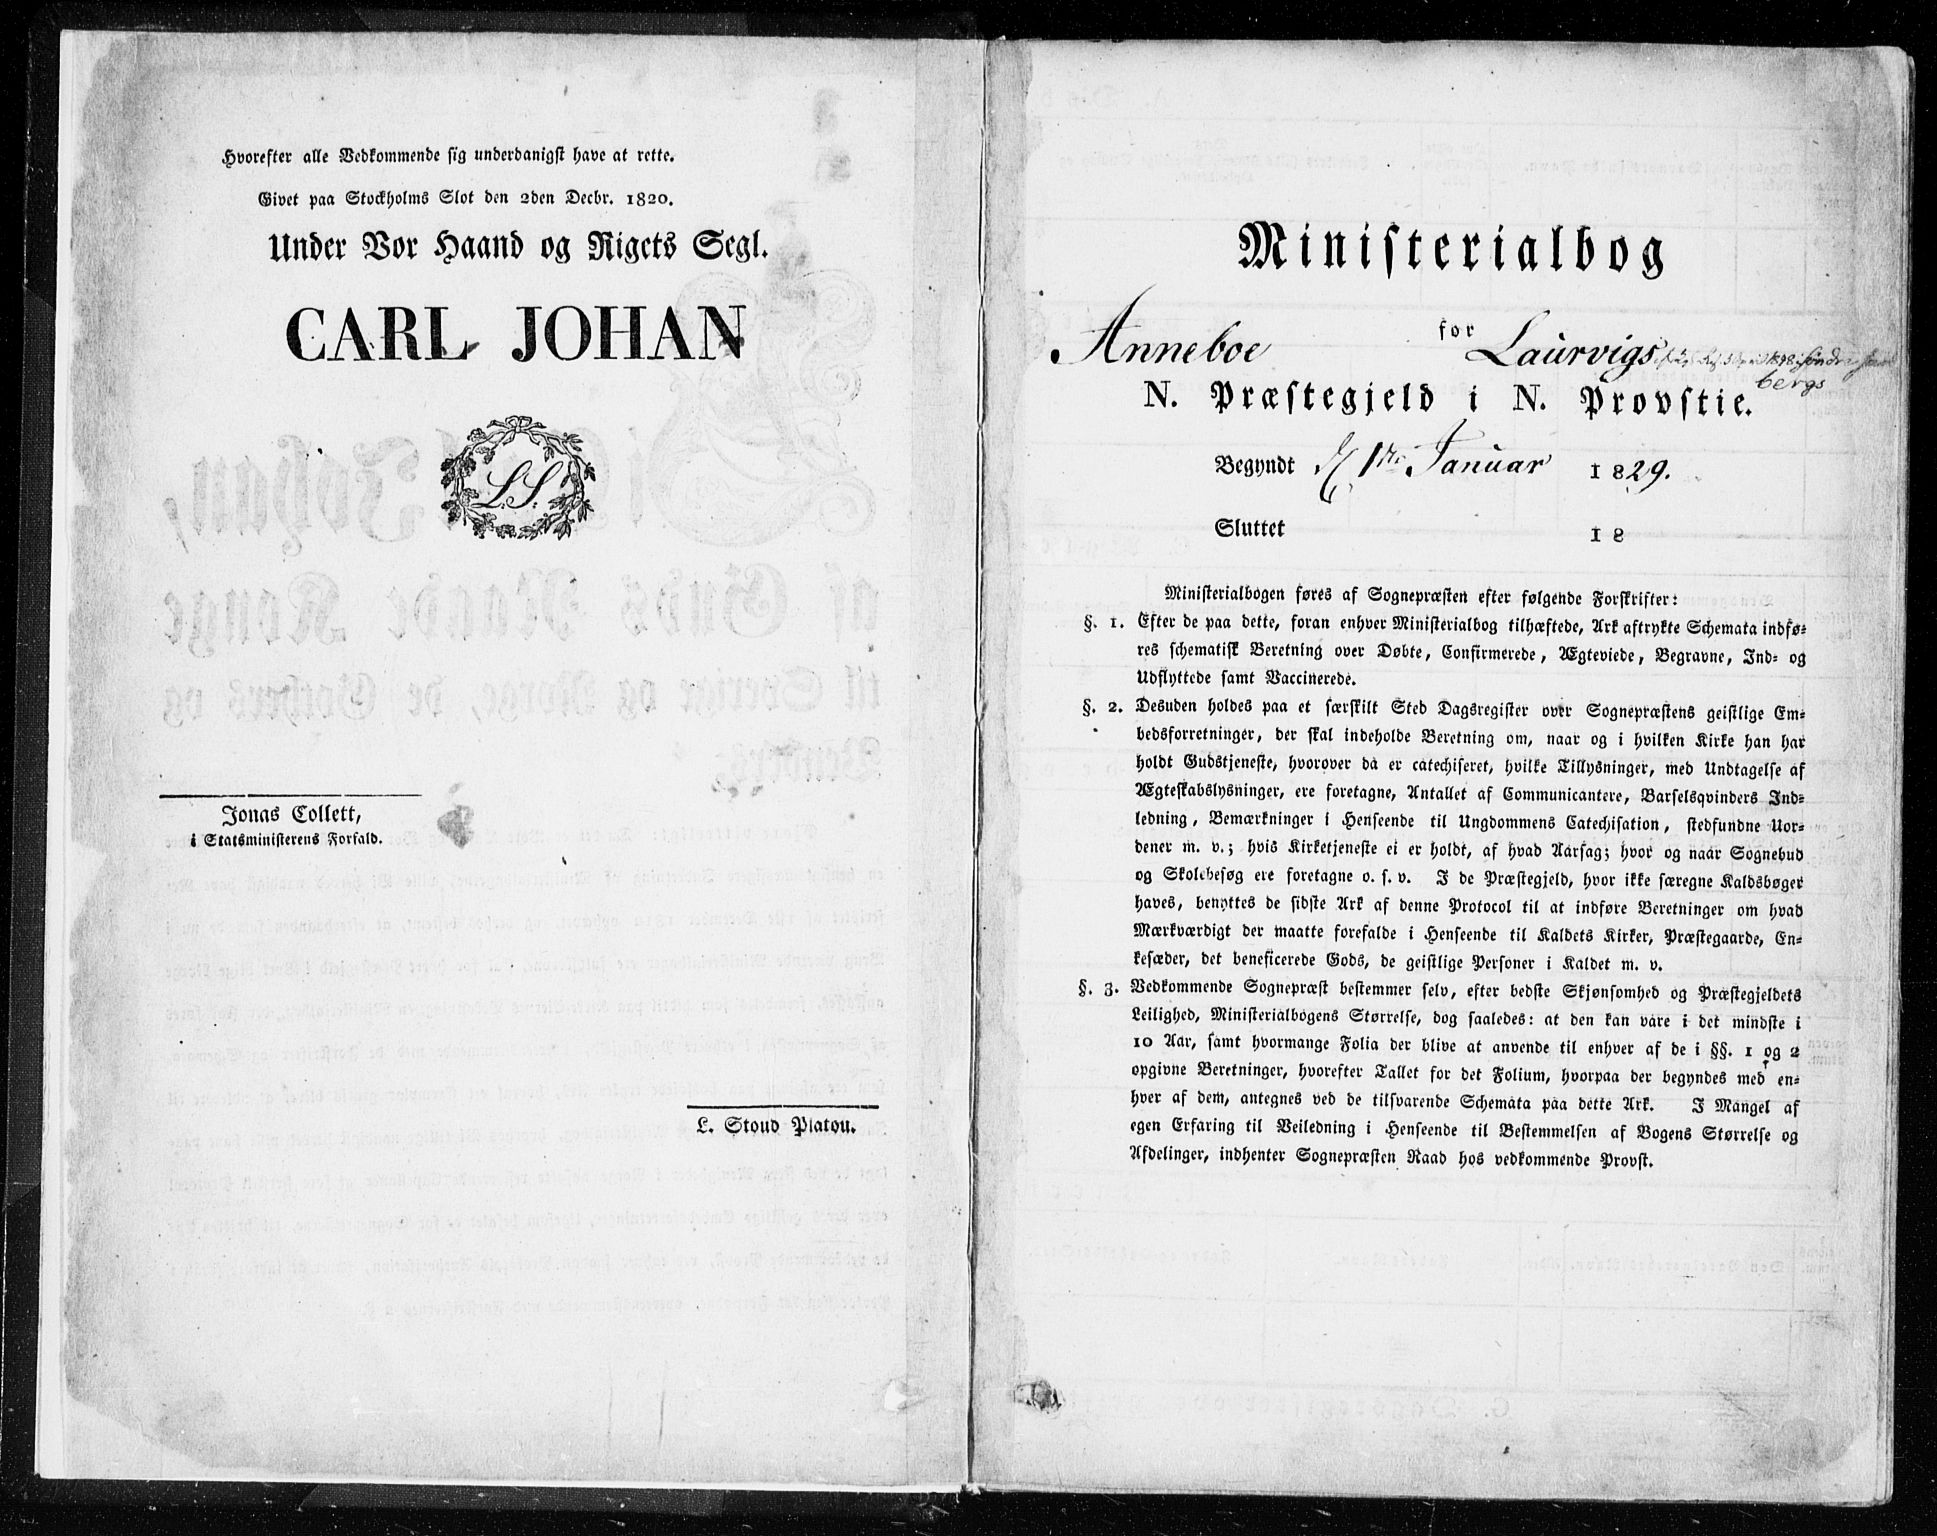 Hvorefter alle Vedkommende sig underdanigst have at rette.
Givet paa Stockholms Slot den 2den Decbr. 1820.
Under Vor Haand og Rigets Segl.
CARL JOHAN
L. S.
Jonas Collett,
i Statsministerens Forfald.
L. Stoud Platou.
Ministerialbog
for
Anneboe Laurvigs
bergs
N. Præstegjeld i N. Provstie.
Begyndt d. 1ste Januar 1829.
Sluttet 18
Ministerialbogen føres af Sognepræsten efter følgende Forskrifter:
§. 1. Efter de paa dette, foran enhver Ministerialbog tilhæftede, Ark aftrykte Schemata indfø-
res schematisk Beretning over Døbte, Confirmerede, Ægteviede, Begravne, Ind- og
Udflyttede samt Vaccinerede.
§. 2. Desuden holdes paa et særskilt Sted Dagsregister over Sognepræstens geistlige Em-
bedsforretninger, der skal indeholde Beretning om, naar og i hvilken Kirke han har
holdt Gudstjeneste, hvorover da er catechiseret, hvilke Tillysninger, med Undtagelse af
Ægteskabslysninger, ere foretagne, Antallet af Communicantere, Barselsqvinders Ind-
ledning, Bemærkninger i Henseende til Ungdommens Catechisation, stedfundne Uor-
dener m. v.; hvis Kirketjeneste ei er holdt, af hvad Aarsag; hvor og naar Sognebud
og Skolebesøg ere foretagne o. s. v. I de Præstegjeld, hvor ikke særegne Kaldsbøger
haves, benyttes de sidste Ark af denne Protocol til at indføre Beretninger om hvad
Mærkværdigt der maatte forefalde i Henseende til Kaldets Kirker, Præstegaarde, En-
kesæder, det beneficerede Gods, de geistlige Personer i Kaldet m. v.
§. 3. Vedkommende Sognepræst bestemmer selv, efter bedste Skjønsomhed og Præstegjeldets
Leilighed, Ministerialbogens Størrelse, dog saaledes: at den kan vare i det mindste i
10 Aar, samt hvormange Folia der blive at anvende til enhver af de i §§. 1 og 2
opgivne Beretninger, hvorefter Tallet for det Folium, hvorpaa der begyndes med en-
hver af dem, antegnes ved de tilsvarende Schemata paa dette Ark. I Mangel af
egen Erfaring til Veiledning i Henseende til Bestemmelsen af Bogens Størrelse og
Afdelinger, indhenter Sognepræsten Raad hos vedkommende Provst.